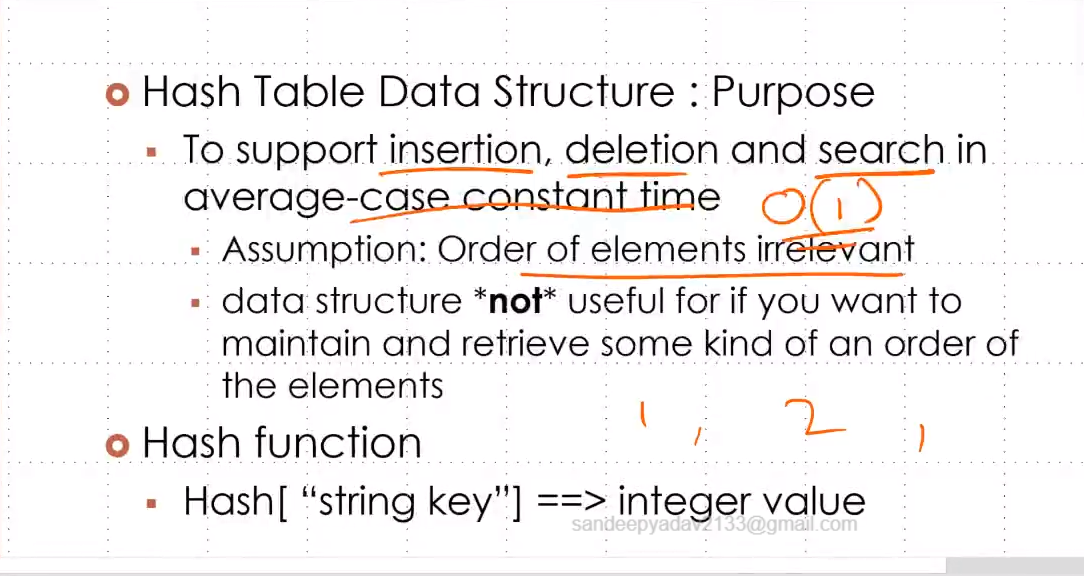 Hash Table Data Structure : Purpose
To support insertion, deletion and search in
average-case constant time O(1)
Assumption: Order of elements irrelevant
data structure *not* useful for if you want to
maintain and retrieve some kind of an order of
the elements
1, 2,
Hash function
Hash[ “string key”] ==> integer value
sandeepyadav2133@gmail.com